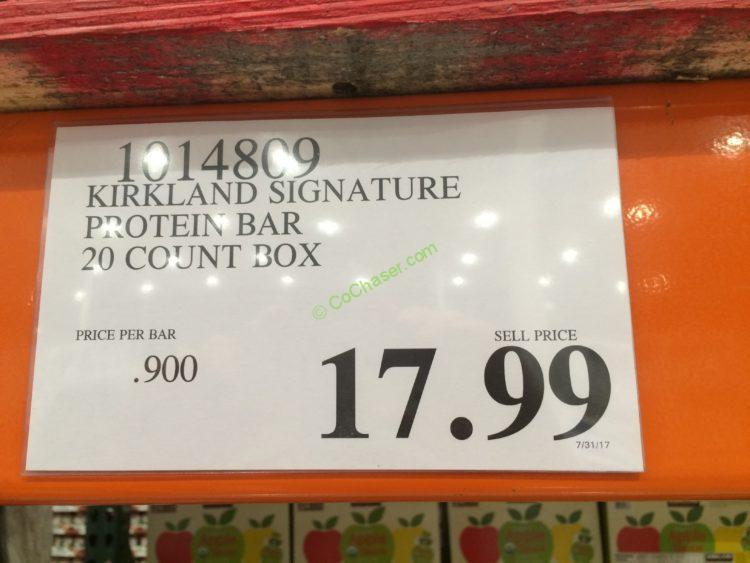 1014809
KIRKLAND SIGNATURE
PROTEIN BAR
20 COUNT BOX
© CoChaser.com
PRICE PER BAR
SELL PRICE
.900
17.99
7/31/17